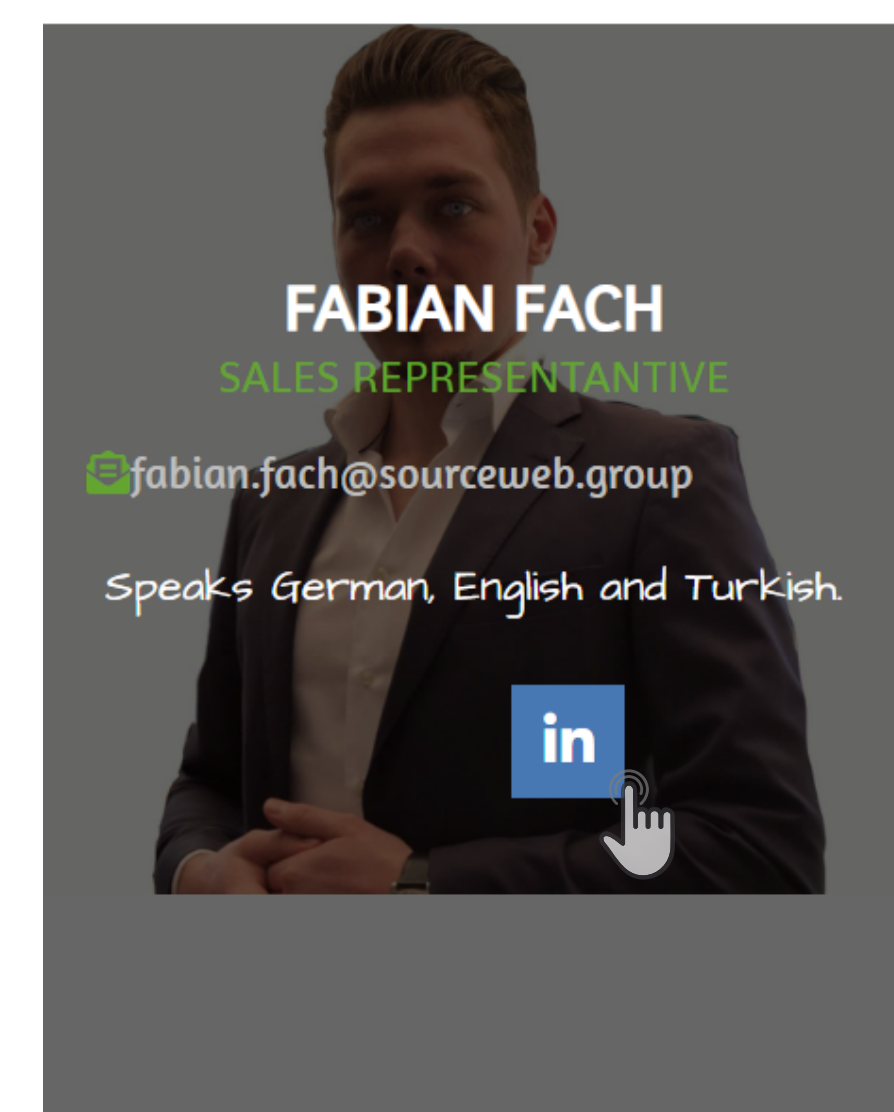 FABIAN FACH
SALES REPRESENTANTIVE
fabian.fach@sourceweb.group
Speaks German, English and Turkish.
in